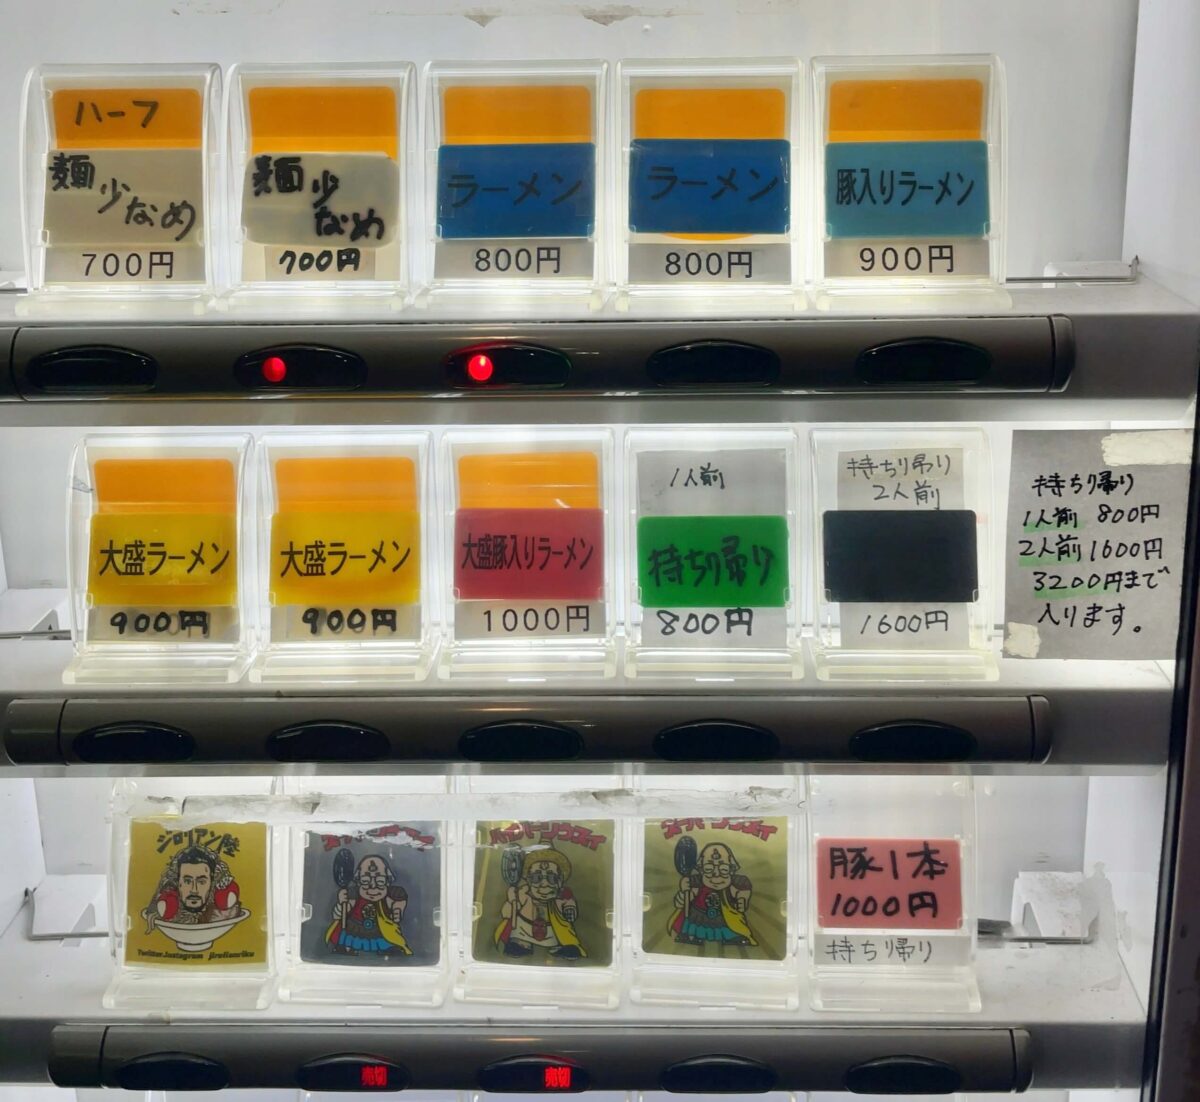 ハーフ
麺
少
なめ
700円
麺
少
なめ
700円
ラーメン
800円
ラーメン
800円
豚入りラーメン
900円
大盛ラーメン
900円
大盛ラーメン
900円
大盛豚入りラーメン
1000円
1人前
持ち帰り
800円
持ち帰り
2人前
1600円
持ち帰り
1人前 800円
2人前1600円
3200円まで
入ります。
ジロリアン陸
Twitter.Instagram jirolianriku
豚1本
1000円
持ち帰り
売切
売切